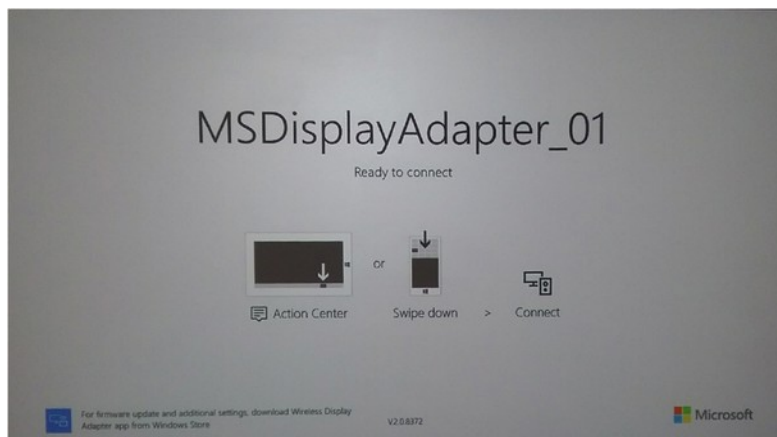 MSDisplayAdapter_01
Ready to connect
or
Action Center
Swipe down
>
Connect
For firmware update and additional settings, download Wireless Display
Adapter app from Windows Store
V2.0.8372
Microsoft